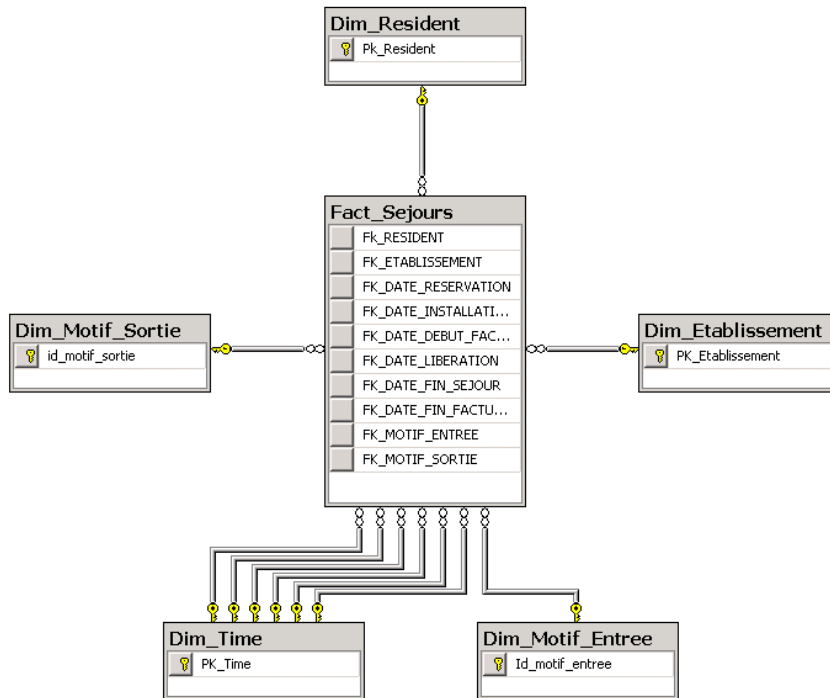 Dim_Resident
Pk_Resident
Fact_Sejours
Fk_RESIDENT
FK_ETABLISSEMENT
FK_DATE_RESERVATION
FK_DATE_INSTALLATI...
FK_DATE_DEBUT_FAC...
FK_DATE_LIBERATION
FK_DATE_FIN_SEJOUR
FK_DATE_FIN_FACTU...
FK_MOTIF_ENTREE
FK_MOTIF_SORTIE
Dim_Motif_Sortie
id_motif_sortie
Dim_Etablissement
PK_Etablissement
Dim_Time
PK_Time
Dim_Motif_Entree
Id_motif_entree